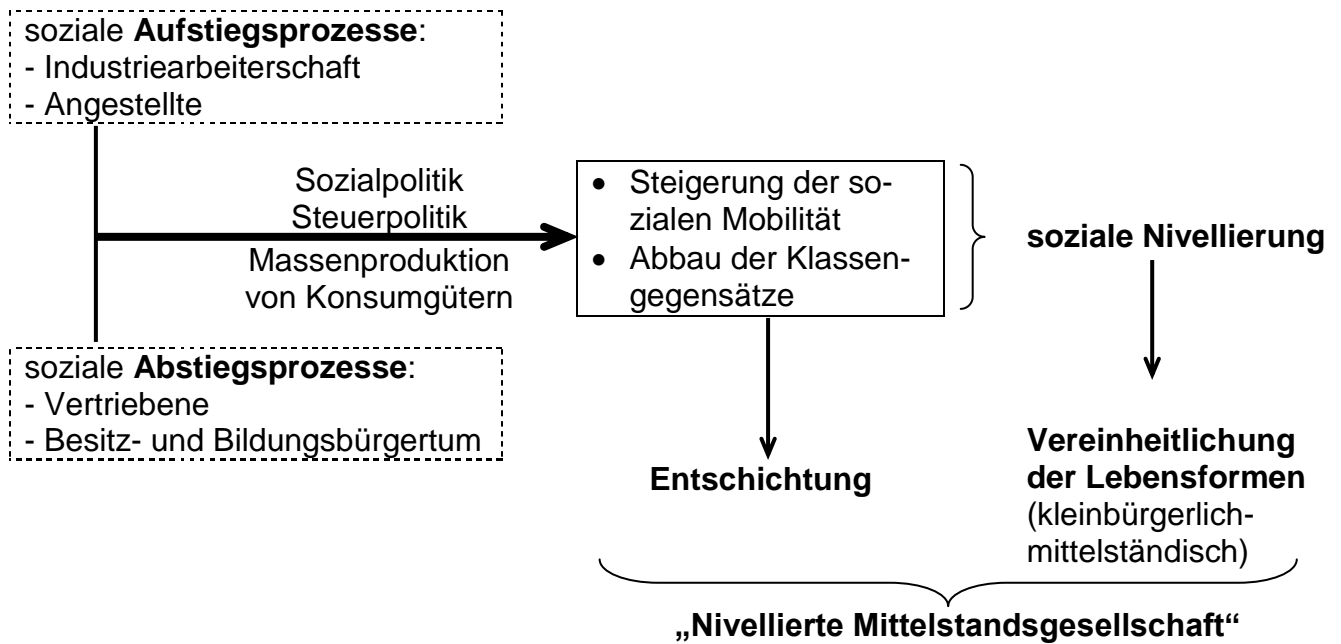 soziale Aufstiegsprozesse:
- Industriearbeiterschaft
- Angestellte
Sozialpolitik
Steuerpolitik
Massenproduktion
von Konsumgütern
• Steigerung der so-
zialen Mobilität
• Abbau der Klassen-
gegensätze
soziale Nivellierung
soziale Abstiegsprozesse:
- Vertriebene
- Besitz- und Bildungsbürgertum
Entschichtung
Vereinheitlichung
der Lebensformen
(kleinbürgerlich-
mittelständisch)
„Nivellierte Mittelstandsgesellschaft“